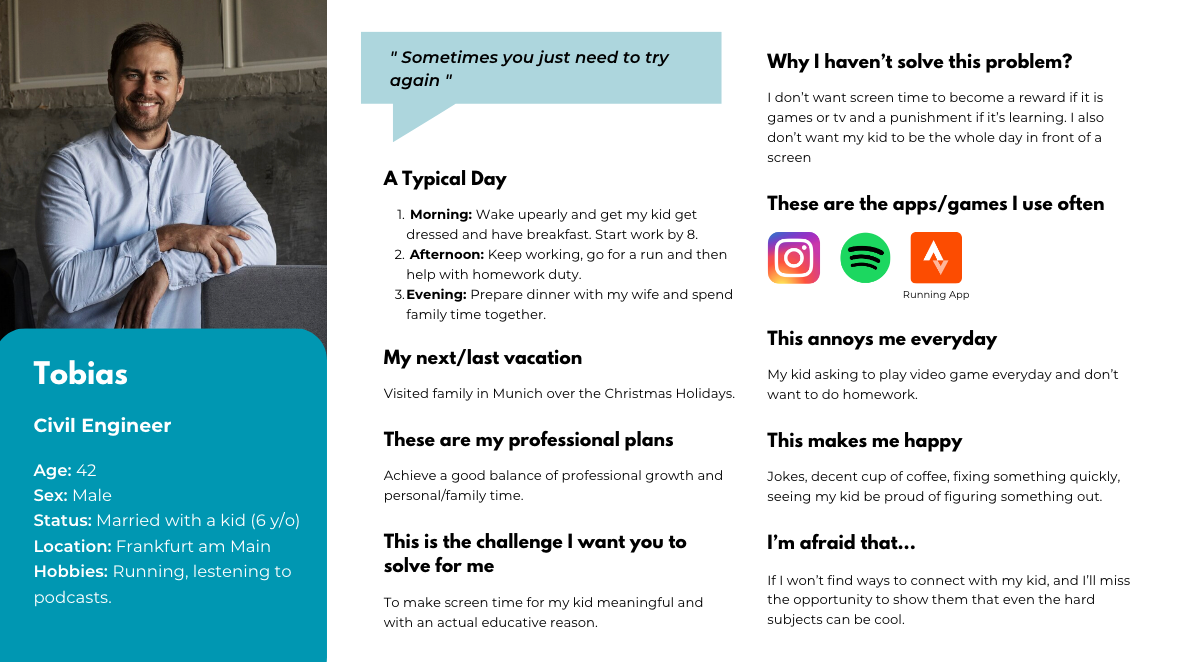 Tobias
Civil Engineer
Age: 42
Sex: Male
Status: Married with a kid (6 y/o)
Location: Frankfurt am Main
Hobbies: Running, lestening to
podcasts.
" Sometimes you just need to try
again "
A Typical Day
1. Morning: Wake upearly and get my kid get
dressed and have breakfast. Start work by 8.
2. Afternoon: Keep working, go for a run and then
help with homework duty.
3. Evening: Prepare dinner with my wife and spend
family time together.
My next/last vacation
Visited family in Munich over the Christmas Holidays.
These are my professional plans
Achieve a good balance of professional growth and
personal/family time.
This is the challenge I want you to
solve for me
To make screen time for my kid meaningful and
with an actual educative reason.
Why I haven’t solve this problem?
I don’t want screen time to become a reward if it is
games or tv and a punishment if it’s learning. I also
don’t want my kid to be the whole day in front of a
screen
These are the apps/games I use often
Running App
This annoys me everyday
My kid asking to play video game everyday and don’t
want to do homework.
This makes me happy
Jokes, decent cup of coffee, fixing something quickly,
seeing my kid be proud of figuring something out.
I’m afraid that...
If I won’t find ways to connect with my kid, and I’ll miss
the opportunity to show them that even the hard
subjects can be cool.